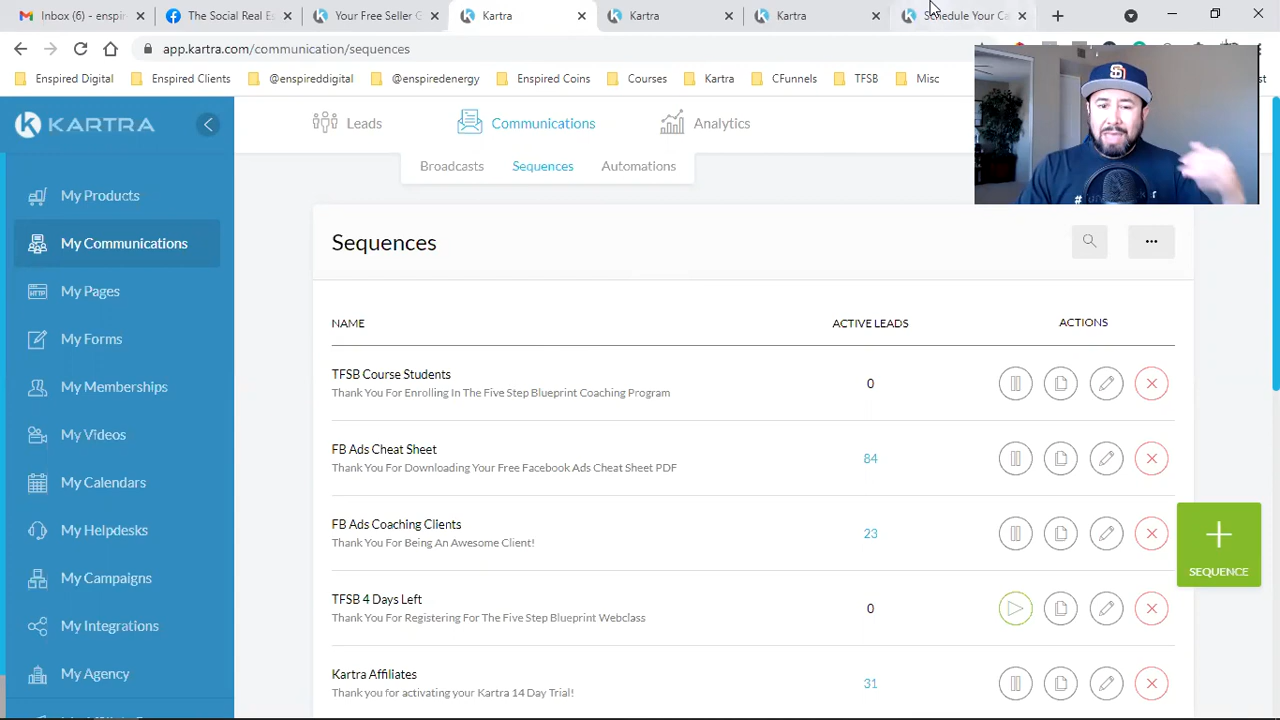 Inbox (6) - enspir
The Social Real Es
Your Free Seller G
Kartra
Kartra
Kartra
Schedule Your Ca
app.kartra.com/communication/sequences
Enspired Digital
Enspired Clients
@enspireddigital
@espiredenergy
Enspired Coins
Courses
Kartra
CFunnels
TFSB
Misc
KARTRA
Leads
Communications
Analytics
Broadcasts
Sequences
Automations
My Products
My Communications
My Pages
My Forms
My Memberships
My Videos
My Calendars
My Helpdesks
My Campaigns
My Integrations
My Agency
Sequences
NAME
ACTIVE LEADS
ACTIONS
TFSB Course Students
Thank You For Enrolling In The Five Step Blueprint Coaching Program
0
FB Ads Cheat Sheet
Thank You For Downloading Your Free Facebook Ads Cheat Sheet PDF
84
FB Ads Coaching Clients
Thank You For Being An Awesome Client!
23
TFSB 4 Days Left
Thank You For Registering For The Five Step Blueprint Webclass
0
Kartra Affiliates
Thank you for activating your Kartra 14 Day Trial!
31
SEQUENCE